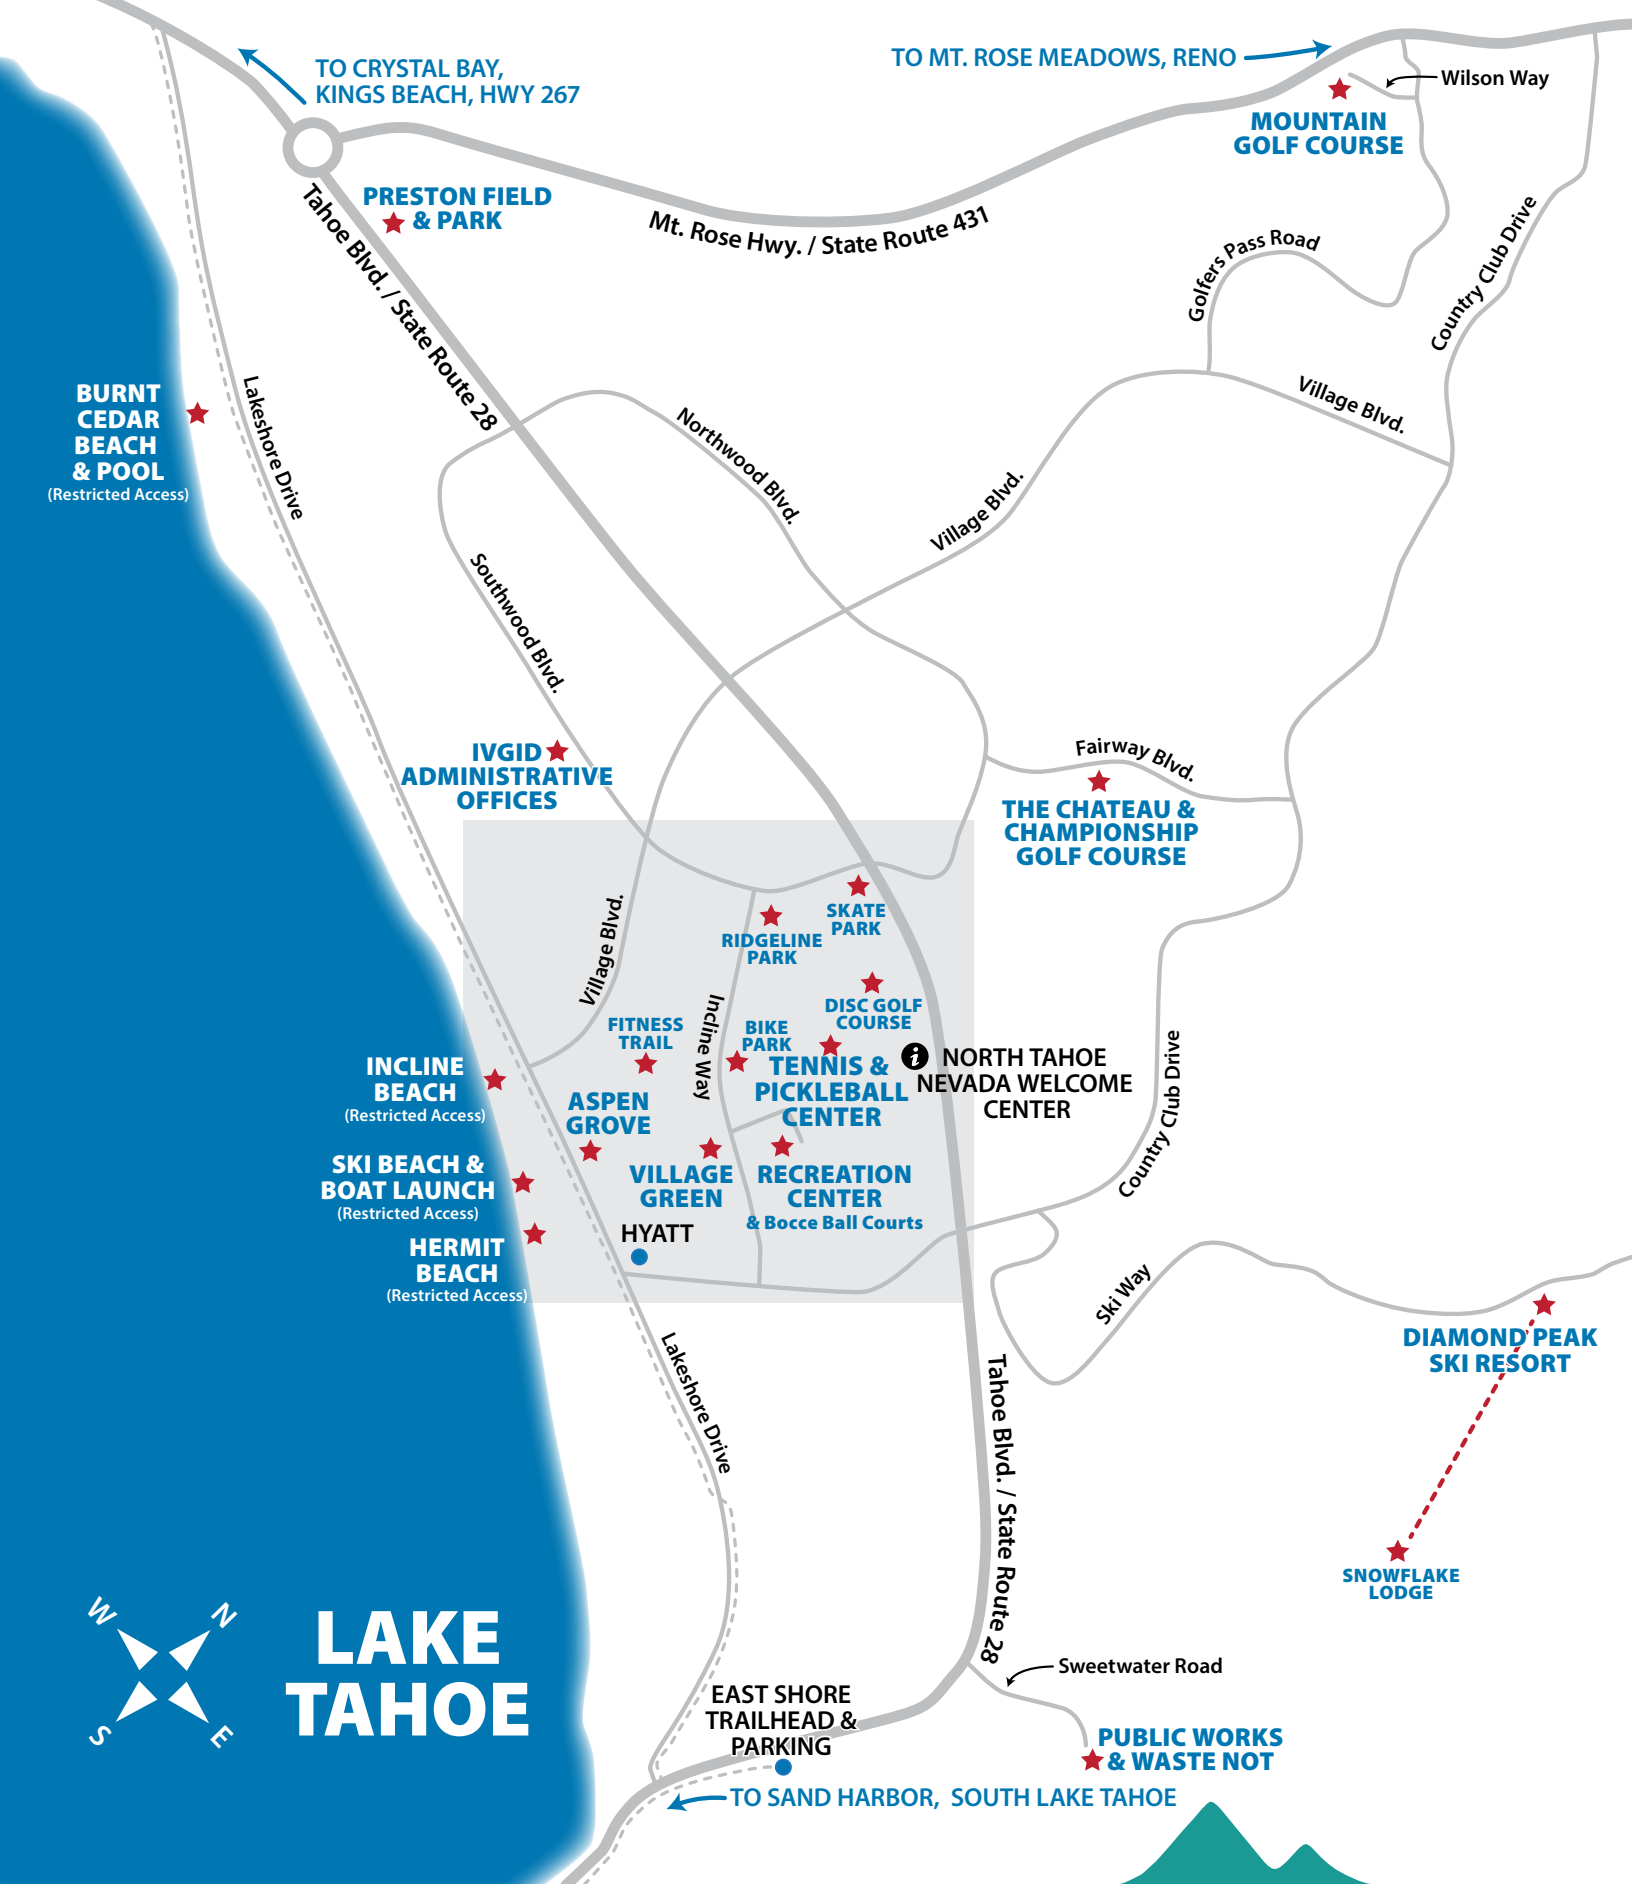 TO CRYSTAL BAY,
KINGS BEACH, HWY 267
TO MT. ROSE MEADOWS, RENO
Wilson Way
MOUNTAIN
GOLF COURSE
PRESTON FIELD
& PARK
Tahoe Blvd. / State Route 28
Mt. Rose Hwy. / State Route 431
Golfers Pass Road
Country Club Drive
BURNT
CEDAR
BEACH
& POOL
(Restricted Access)
Lakeshore Drive
Northwood Blvd.
Village Blvd.
Village Blvd.
Southwood Blvd.
IVGID
ADMINISTRATIVE
OFFICES
Fairway Blvd.
THE CHATEAU &
CHAMPIONSHIP
GOLF COURSE
Village Blvd.
SKATE
PARK
RIDGELINE
PARK
DISC GOLF
COURSE
FITNESS
TRAIL
Incline Way
BIKE
PARK
TENNIS &
PICKLEBALL
CENTER
i
NORTH TAHOE
NEVADA WELCOME
CENTER
Country Club Drive
INCLINE
BEACH
(Restricted Access)
ASPEN
GROVE
SKI BEACH &
BOAT LAUNCH
(Restricted Access)
VILLAGE
GREEN
RECREATION
CENTER
& Bocce Ball Courts
HYATT
HERMIT
BEACH
(Restricted Access)
Ski Way
DIAMOND PEAK
SKI RESORT
Lakeshore Drive
Tahoe Blvd. / State Route 28
SNOWFLAKE
LODGE
W
N
S
E
LAKE
TAHOE
Sweetwater Road
EAST SHORE
TRAILHEAD &
PARKING
PUBLIC WORKS
& WASTE NOT
TO SAND HARBOR, SOUTH LAKE TAHOE